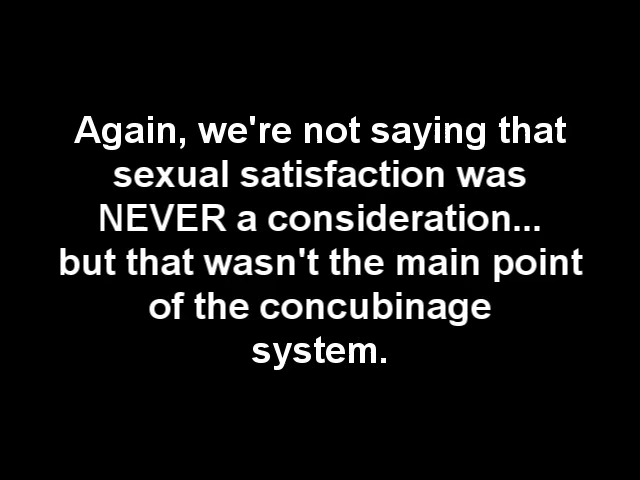 Again, we're not saying that
sexual satisfaction was
NEVER a consideration...
but that wasn't the main point
of the concubinage
system.